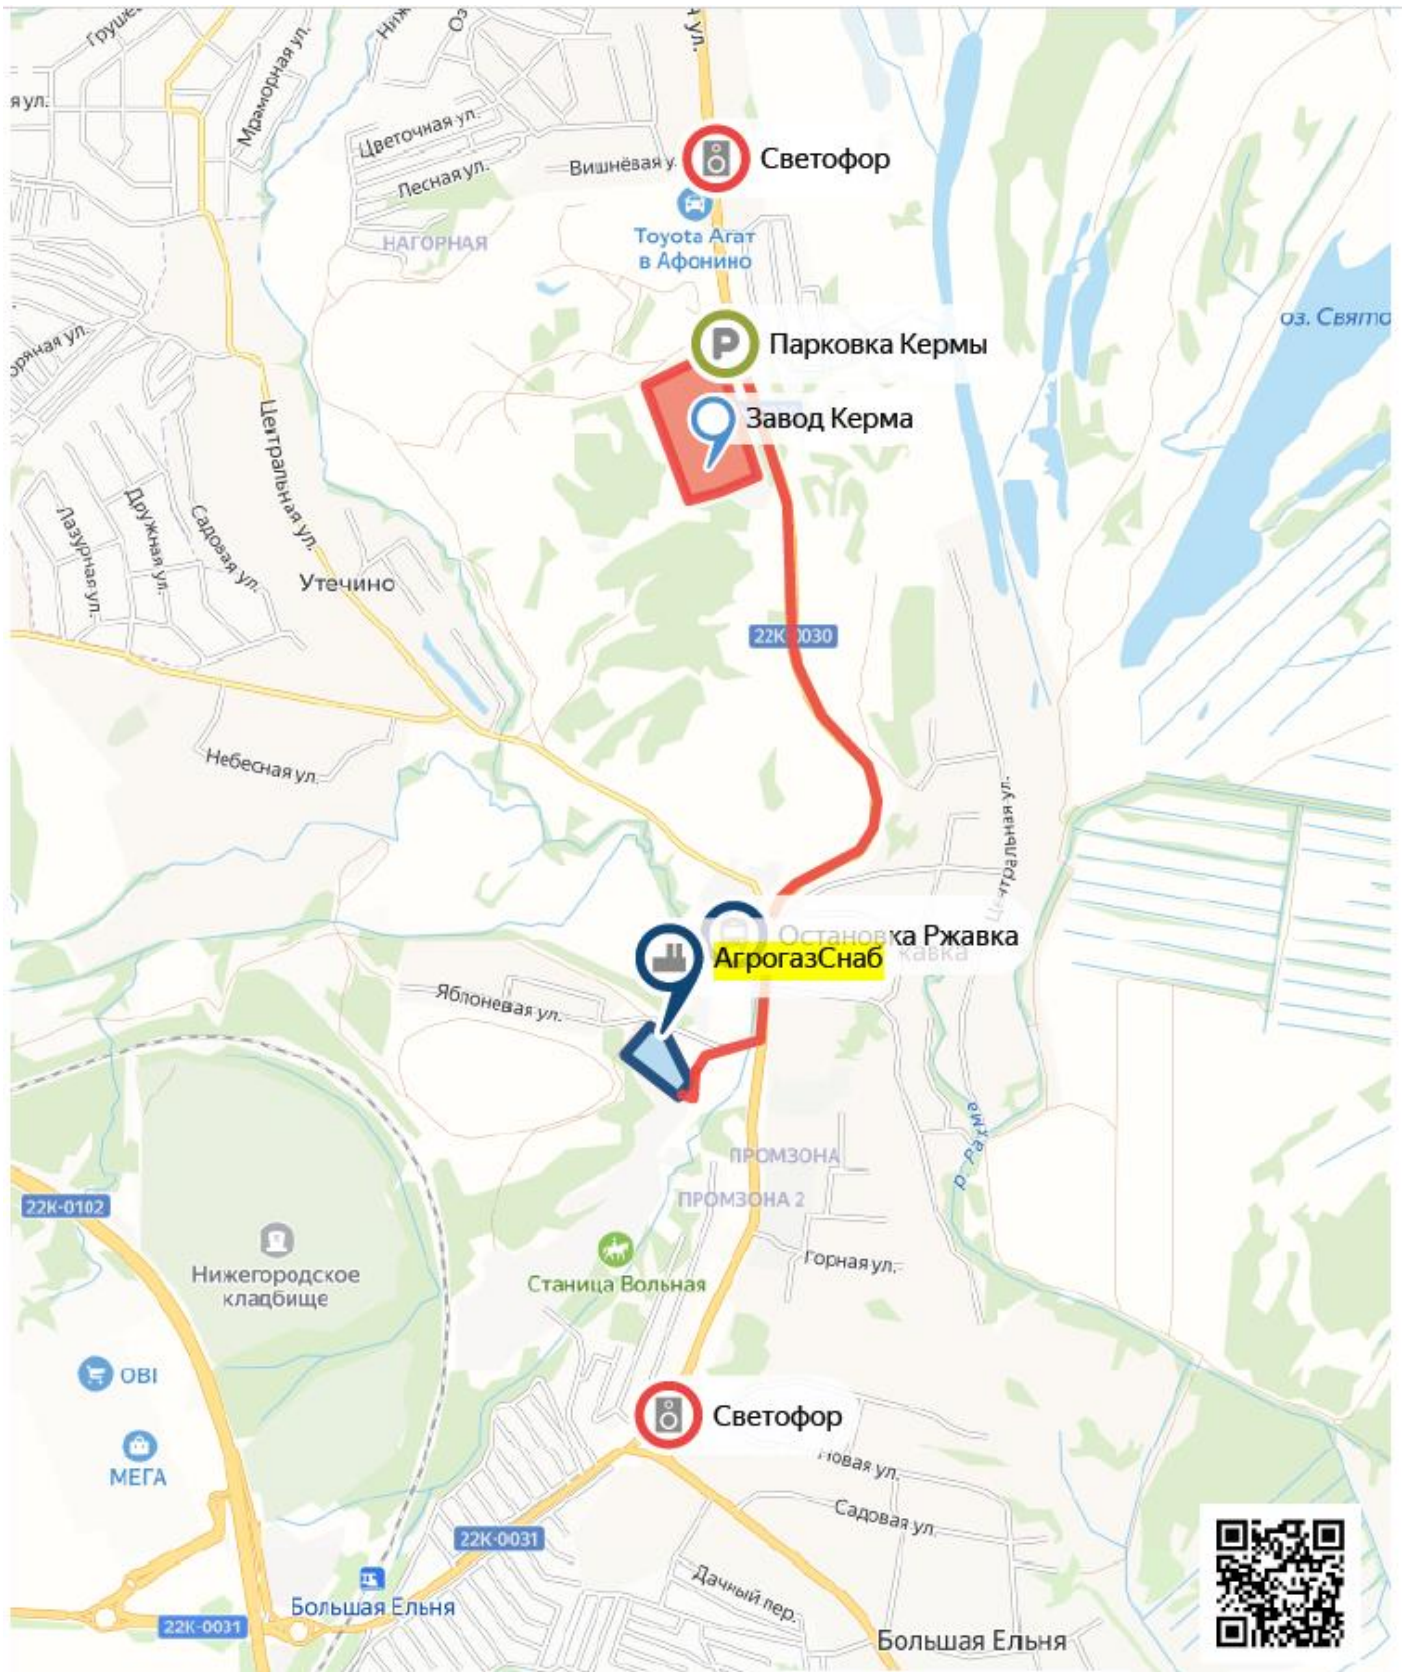 Мраморная ул.
я ул.
Цветочная ул.
Лесная ул.
Вишнёвая у.
Светофор
НАГОРНАЯ
Toyota Агат
в Афонино
оз. Свято
Парковка Кермы
Завод Керма
Центральная ул.
Дружная ул.
Садовая ул.
Лазурная ул.
Утечино
22К-0030
Небесная ул.
Центральная ул.
Остановка Ржавка
АгрогазСнаб
Яблоневая ул.
р. Рахма
ПРОМЗОНА
ПРОМЗОНА 2
22К-0102
Нижегородское
кладбище
Станица Вольная
Горная ул.
OBI
МЕГА
Светофор
Новая ул.
Садовая ул.
22К-0031
Дачный пер.
Большая Ельня
22К-0031
Большая Ельня